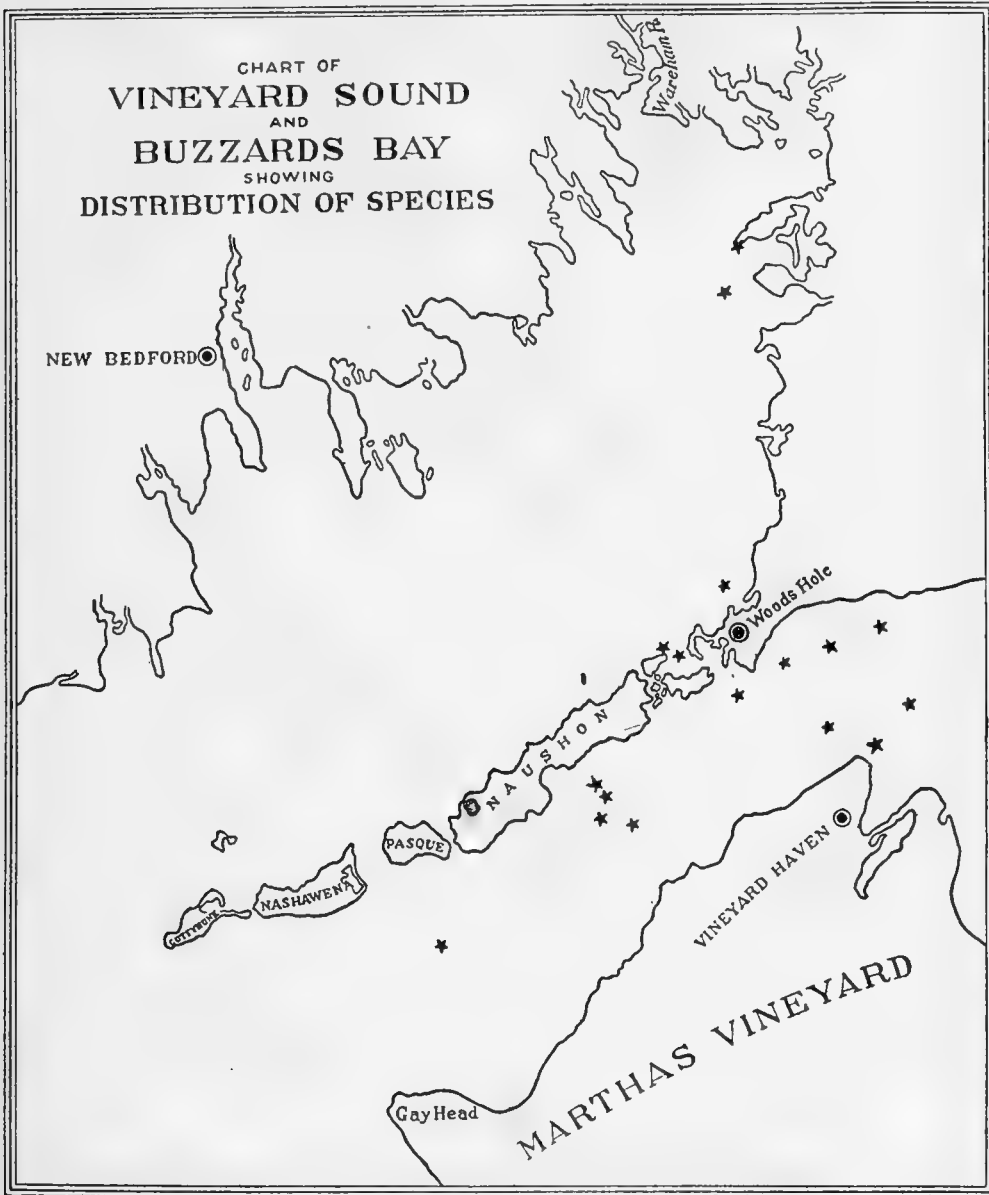 CHART OF
VINEYARD SOUND
AND
BUZZARDS BAY
SHOWING
DISTRIBUTION OF SPECIES
Wareham R.
NEW BEDFORD
Woods Hole
NAUSHON
PASQUE
NASHAWENA
CUTTYHUNK
VINEYARD HAVEN
MARTHAS VINEYARD
Gay Head